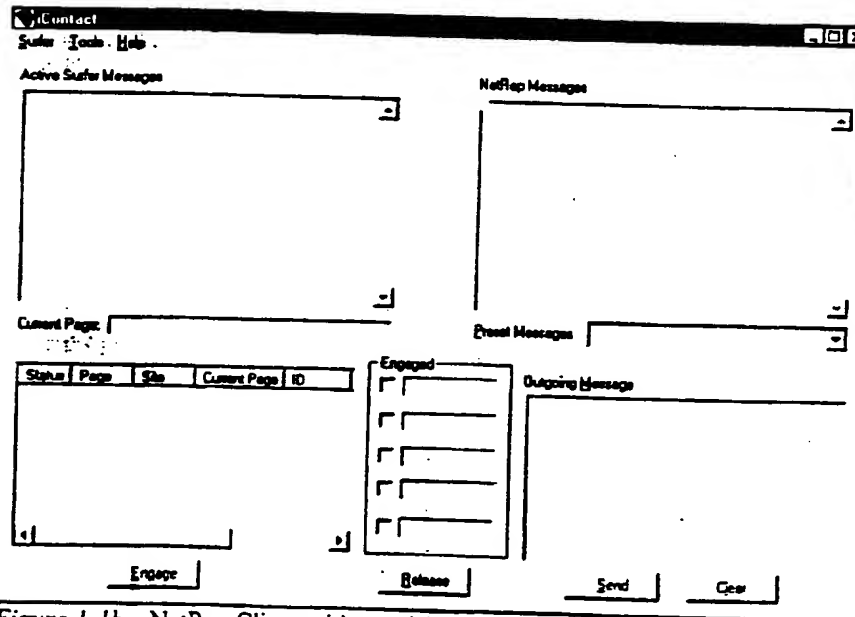 iContact
Surfer Tools Help
Active Surfer Messages
NetRep Messages
Current Page:
Preset Messages
Status Page Site Current Page ID
Engaged
Outgoing Message
Engage
Release
Send
Clear